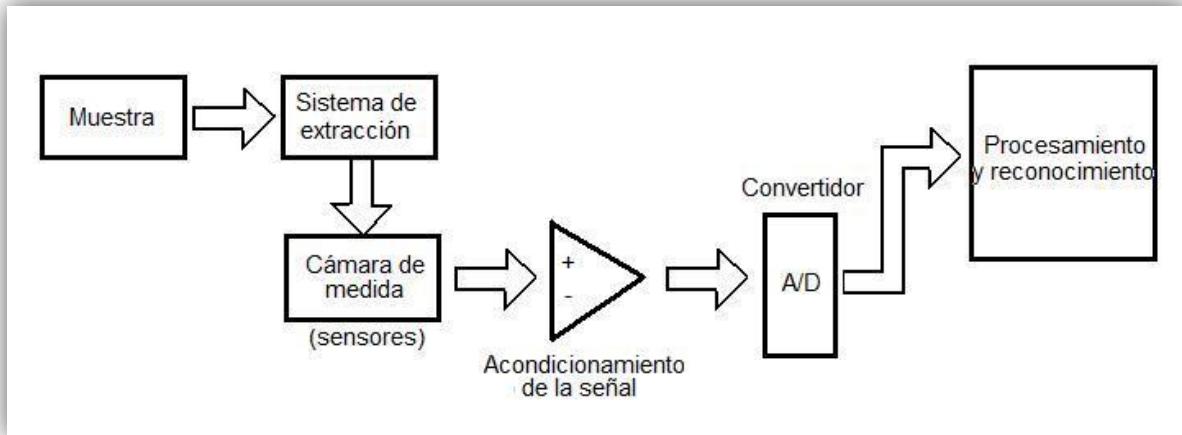 Muestra
Sistema de
extracción
Cámara de
medida
(sensores)
+
-
Acondicionamiento
de la señal
Convertidor
A/D
Procesamiento
y reconocimiento